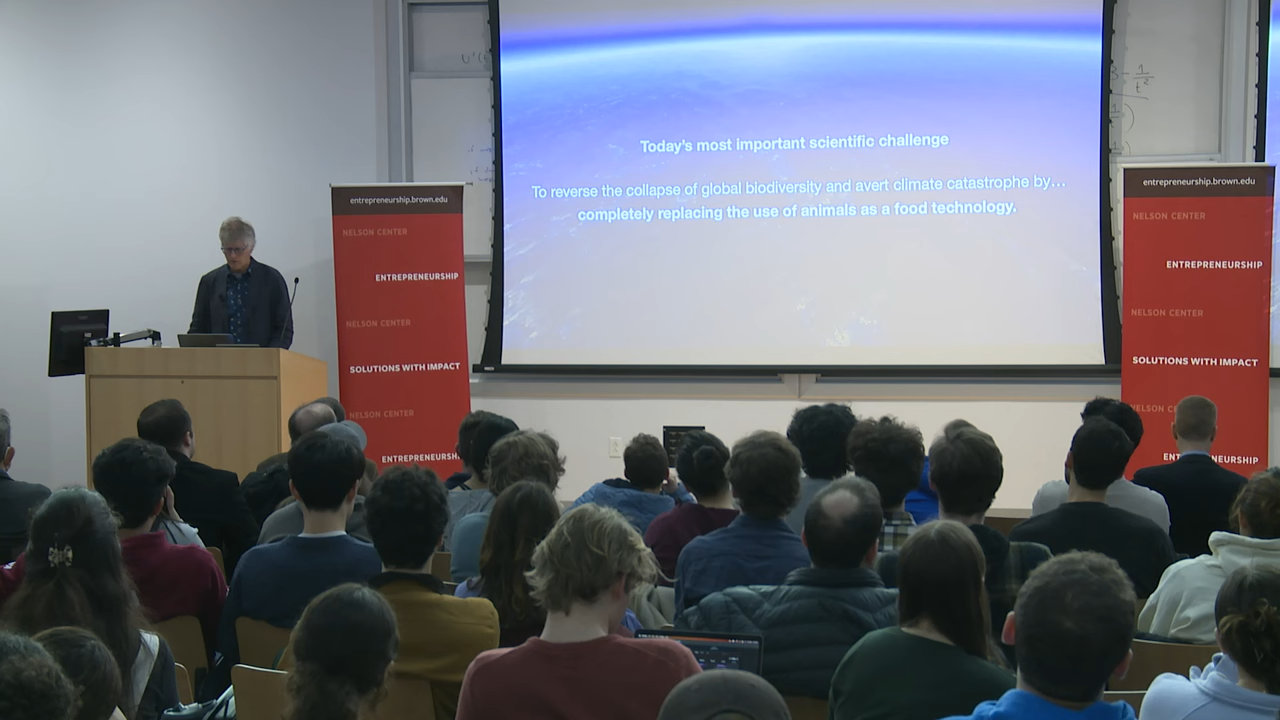 Today's most important scientific challenge
To reverse the collapse of global biodiversity and avert climate catastrophe by...
completely replacing the use of animals as a food technology.
entrepreneurship.brown.edu
NELSON CENTER
ENTREPRENEURSHIP
NELSON CENTER
SOLUTIONS WITH IMPACT
NELSON CENTER
ENTREPRENEURSHIP
entrepreneurship.brown.edu
NELSON CENTER
ENTREPRENEURSHIP
NELSON CENTER
SOLUTIONS WITH IMPACT
NELSON
ENTREPRENEURSHIP